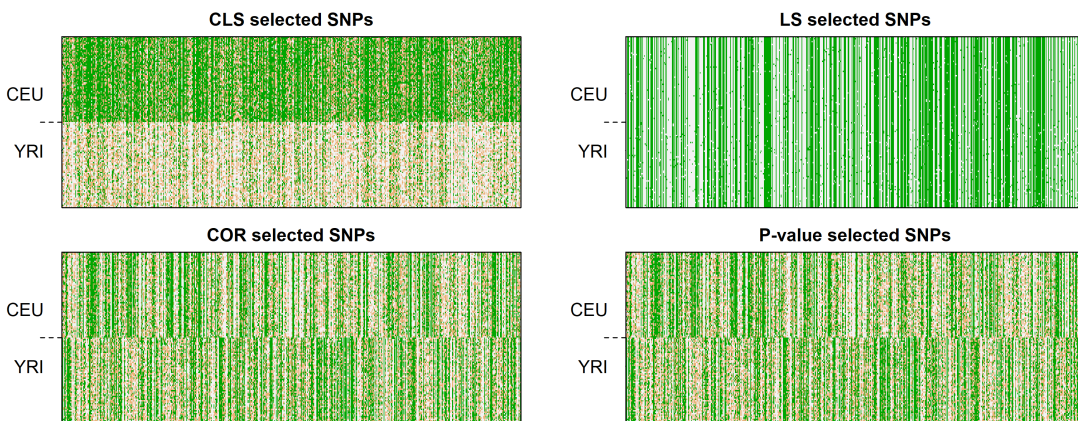 CLS selected SNPs
CEU
YRI
LS selected SNPs
CEU
YRI
COR selected SNPs
CEU
YRI
P-value selected SNPs
CEU
YRI